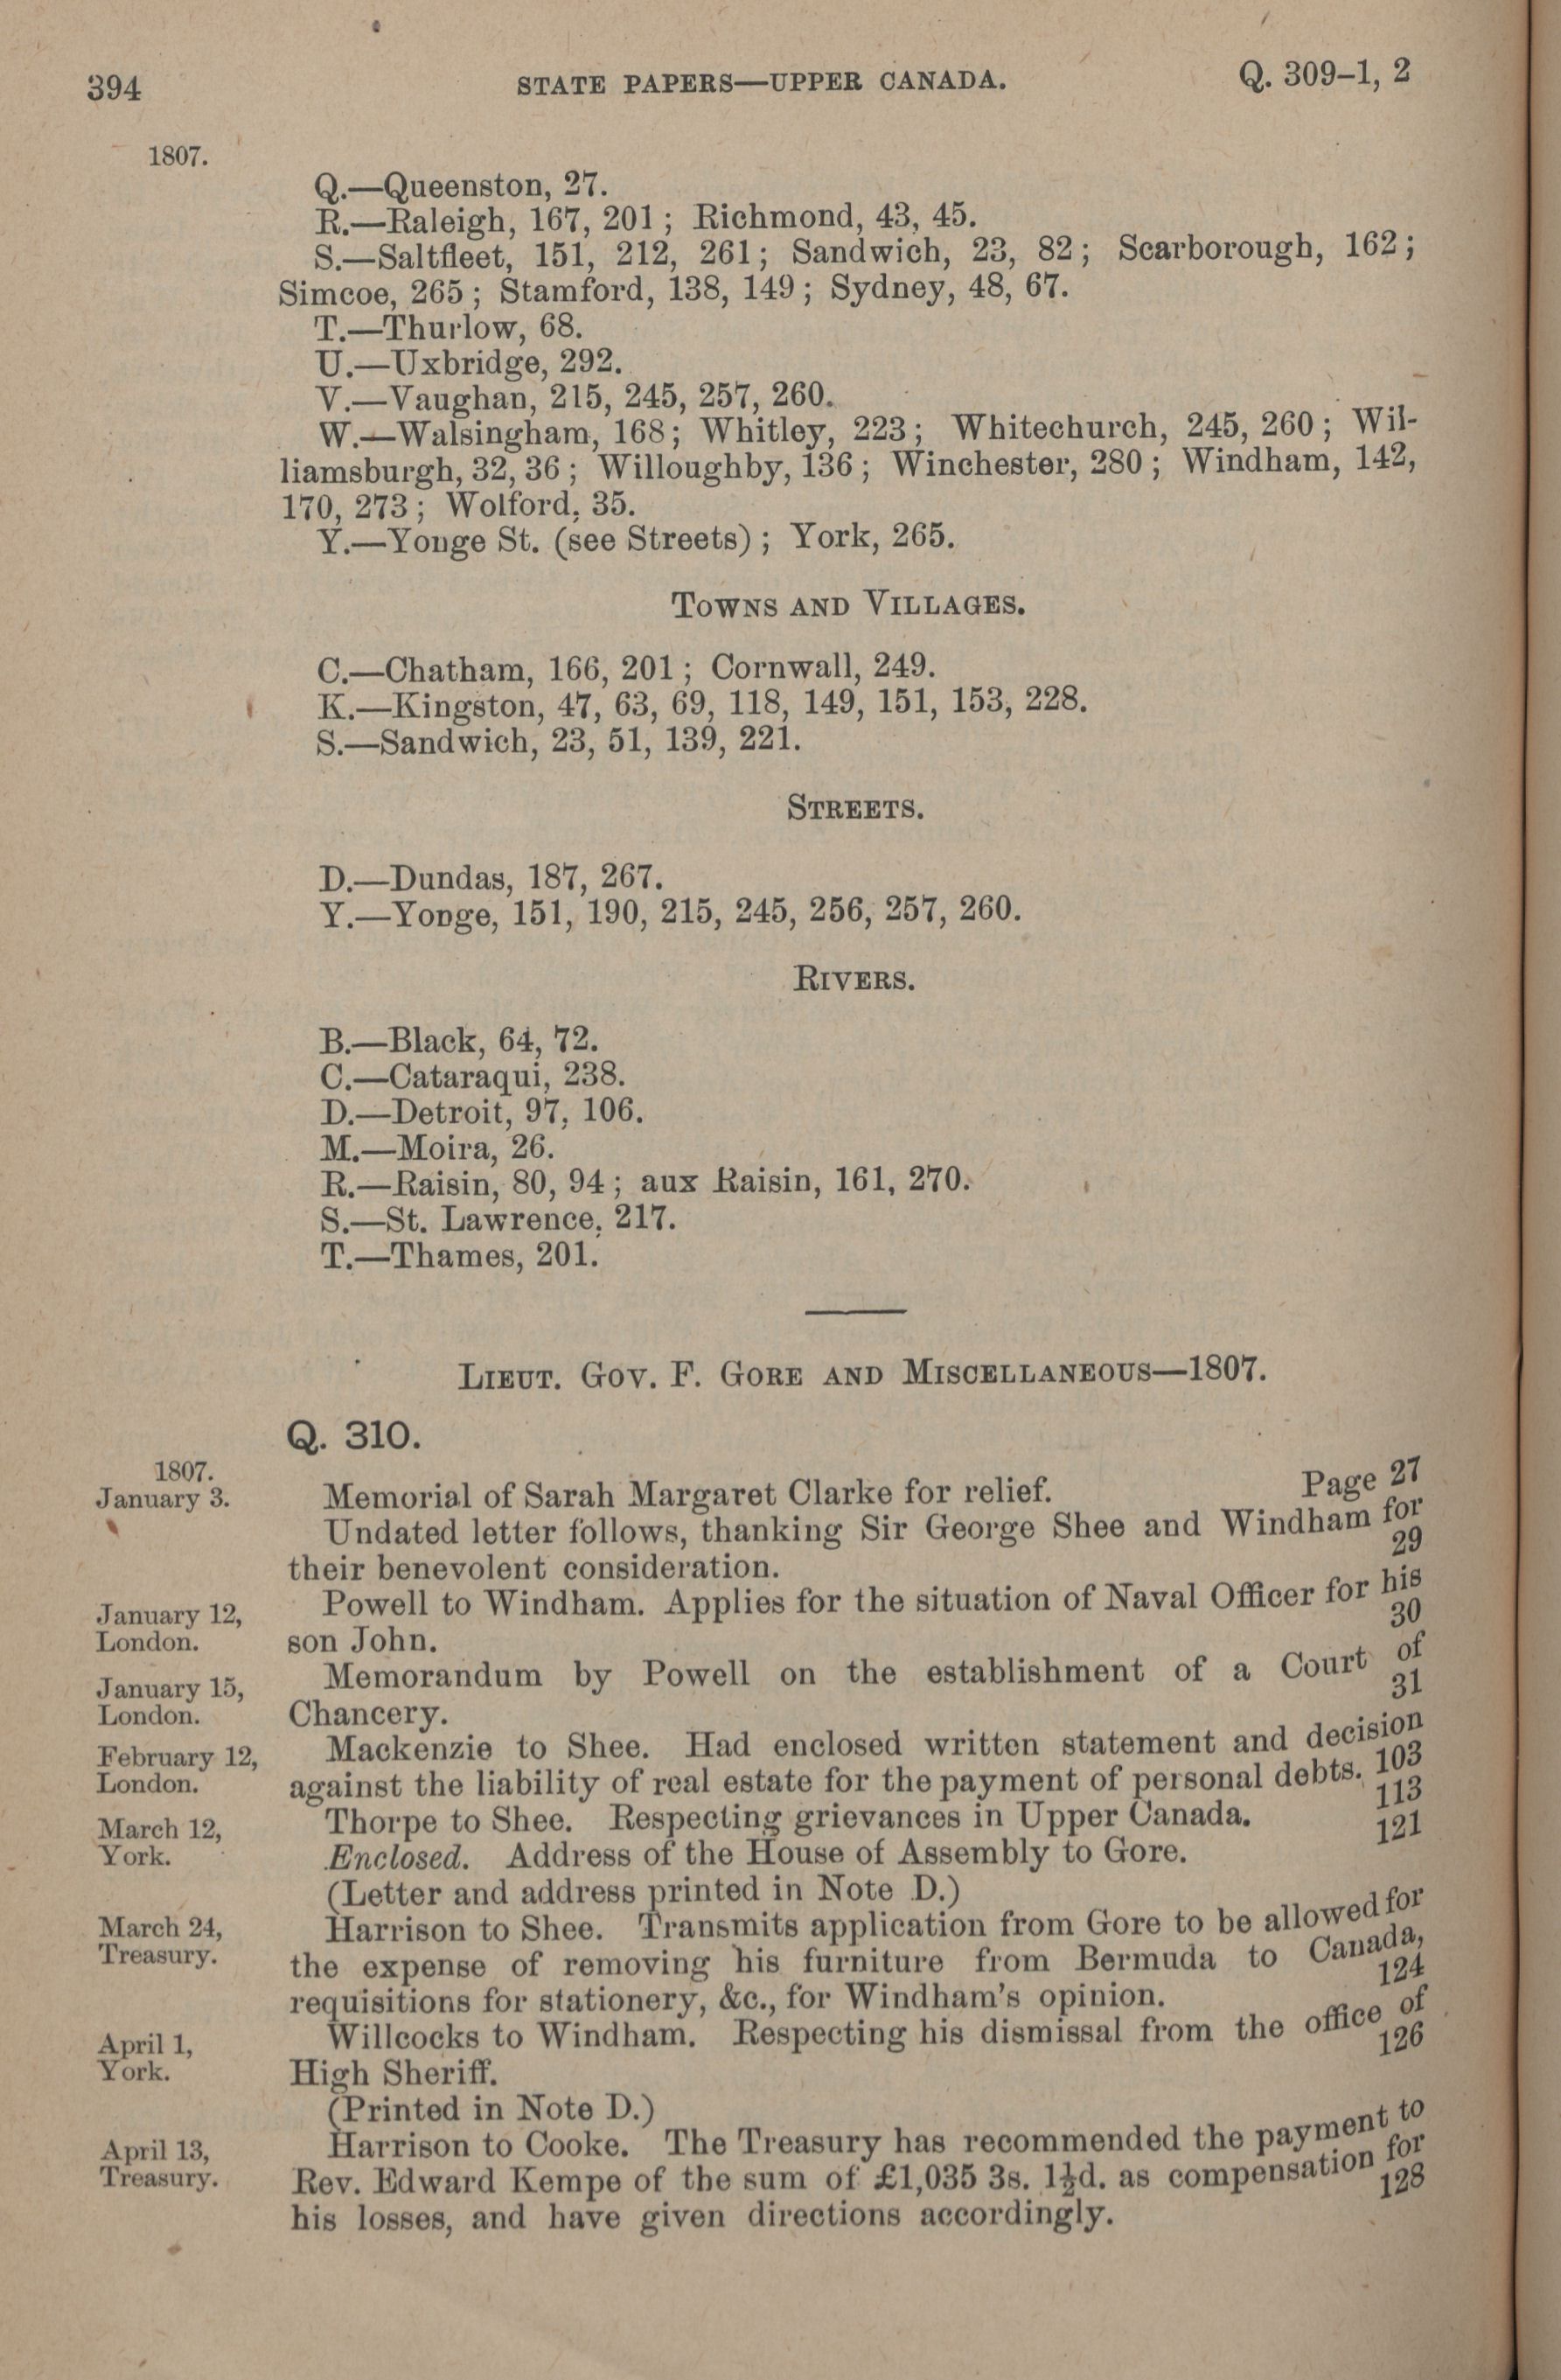 394 STATE PAPERS—UPPER CANADA. Q. 309-1, 2
1807.
Q.—Queenston, 27.
R.—Raleigh, 167, 201; Richmond, 43, 45.
S.—Saltfleet, 151, 212, 261; Sandwich, 23, 82; Scarborough, 162;
Simcoe, 265; Stamford, 138, 149; Sydney, 48, 67.
T.—Thurlow, 68.
U.—Uxbridge, 292.
V.—Vaughan, 215, 245, 257, 260.
W.—Walsingham, 168; Whitley, 223; Whitechurch, 245, 260; Wil-
liamsburgh, 32, 36; Willoughby, 136; Winchester, 280; Windham, 142,
170, 273; Wolford, 35.
Y.—Yonge St. (see Streets); York, 265.
TOWNS AND VILLAGES.
C.—Chatham, 166, 201; Cornwall, 249.
K.—Kingston, 47, 63, 69, 118, 149, 151, 153, 228.
S.—Sandwich, 23, 51, 139, 221.
STREETS.
D.—Dundas, 187, 267.
Y.—Yonge, 151, 190, 215, 245, 256, 257, 260.
RIVERS.
B.—Black, 64, 72.
C.—Cataraqui, 238.
D.—Detroit, 97, 106.
M.—Moira, 26.
R.—Raisin, 80, 94; aux Raisin, 161, 270.
S.—St. Lawrence, 217.
T.—Thames, 201.
LIEUT. GOV. F. GORE AND MISCELLANEOUS—1807.
Q. 310.
1807.
January 3. Memorial of Sarah Margaret Clarke for relief. Page 27
Undated letter follows, thanking Sir George Shee and Windham for
their benevolent consideration. 29
January 12, Powell to Windham. Applies for the situation of Naval Officer for his
London. son John. 30
January 15, Memorandum by Powell on the establishment of a Court of
London. Chancery. 31
February 12, Mackenzie to Shee. Had enclosed written statement and decision
London. against the liability of real estate for the payment of personal debts. 103
March 12, Thorpe to Shee. Respecting grievances in Upper Canada. 113
York. Enclosed. Address of the House of Assembly to Gore. 121
(Letter and address printed in Note D.)
March 24, Harrison to Shee. Transmits application from Gore to be allowed for
Treasury. the expense of removing his furniture from Bermuda to Canada,
requisitions for stationery, &c., for Windham's opinion. 124
April 1, Willcocks to Windham. Respecting his dismissal from the office of
York. High Sheriff. 126
(Printed in Note D.)
April 13, Harrison to Cooke. The Treasury has recommended the payment to
Treasury. Rev. Edward Kempe of the sum of £1,035 3s. 1½d. as compensation for
his losses, and have given directions accordingly. 128